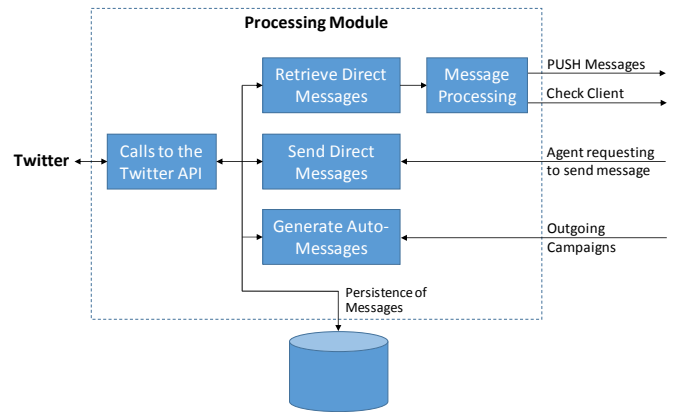 Processing Module
Retrieve Direct
Messages
Message
Processing
PUSH Messages
Check Client
Twitter
Calls to the
Twitter API
Send Direct
Messages
Agent requesting
to send message
Generate Auto-
Messages
Outgoing
Campaigns
Persistence of
Messages